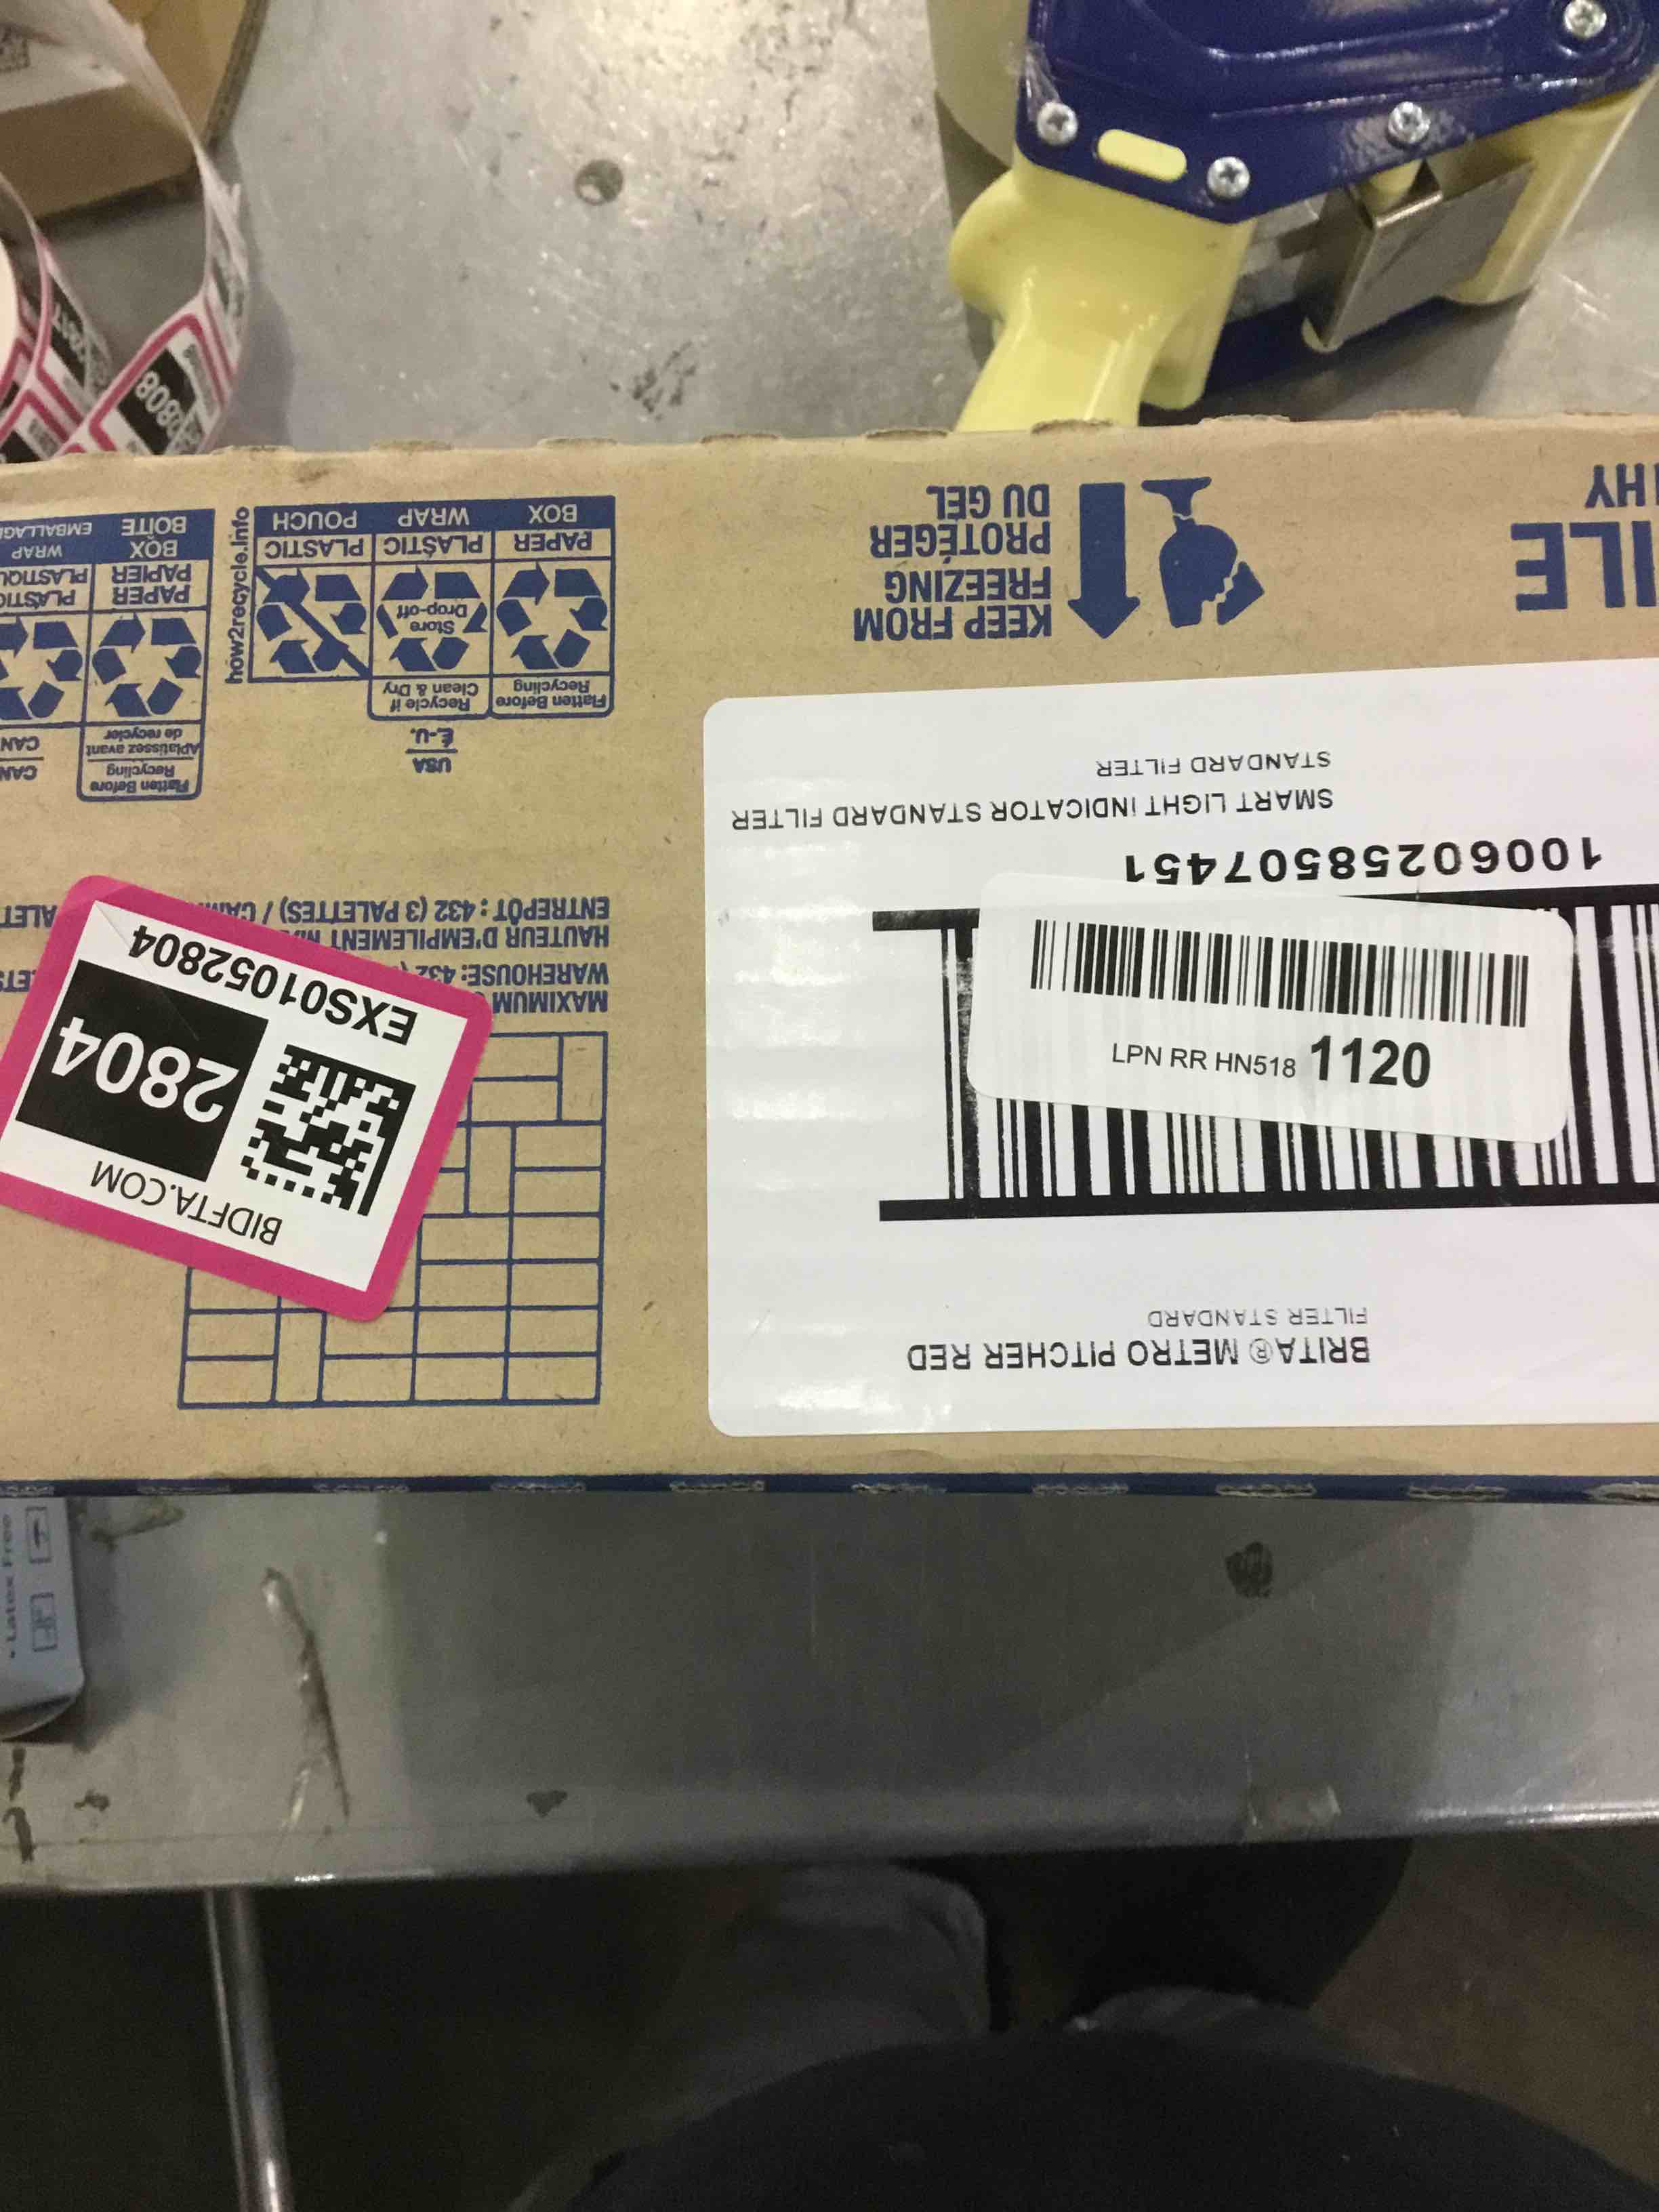 BRITA® METRO PITCHER RED
FILTER STANDARD
10060258507451
SMART LIGHT INDICATOR STANDARD FILTER
STANDARD FILTER
LPN RR HN518 1120
BIDFTA.COM
2804
EXS01052804
MAXIMUM
WAREHOUSE: 432
HAUTEUR D'EMPILEMENT
ENTREPÔT : 432 (3 PALETTES) /
USA
É.-U.
Flatten Before Recycling
PAPER
BOX
Recycle if Clean & Dry
Store Drop-off
PLASTIC
WRAP
PLASTIC
POUCH
how2recycle.info
Flatten Before Recycling
Aplatissez avant de recycler
PAPER
PAPIER
BOX
BOÎTE
WRAP
KEEP FROM
FREEZING
PROTÉGER
DU GEL
2808
Latex Free